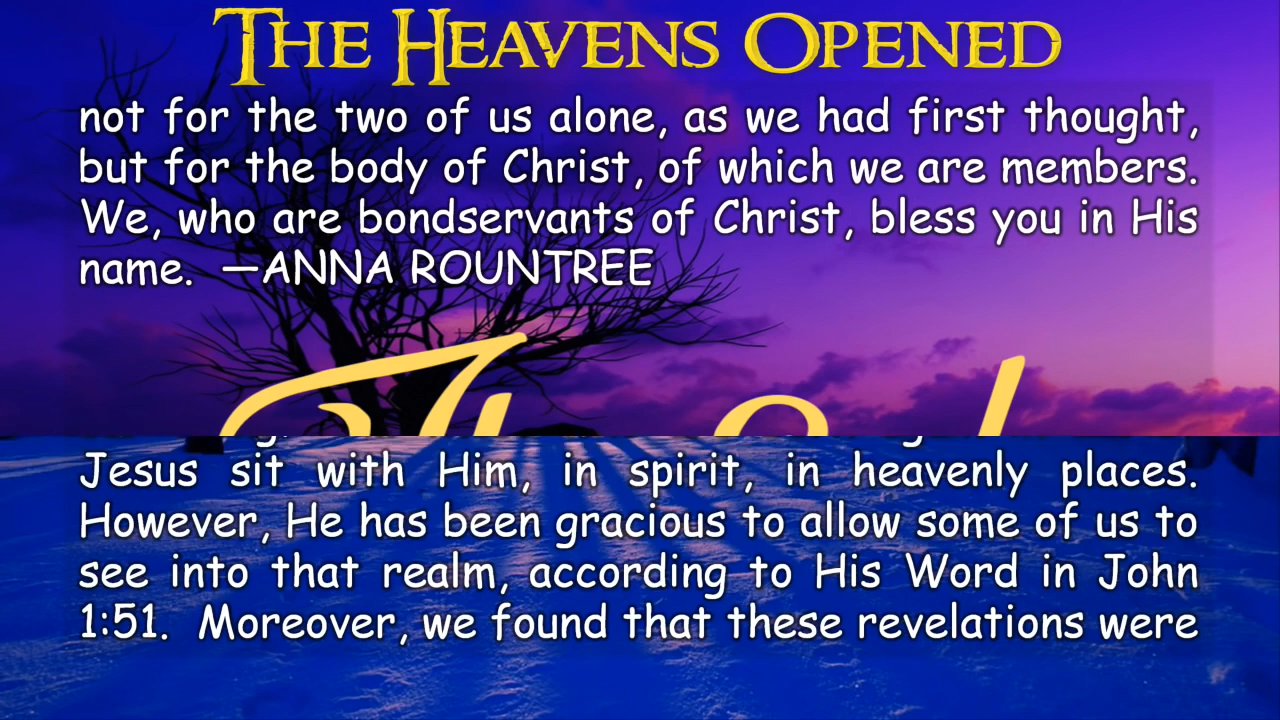 THE HEAVENS OPENED
not for the two of us alone, as we had first thought,
but for the body of Christ, of which we are members.
We, who are bondservants of Christ, bless you in His
name. —ANNA ROUNTREE
Jesus sit with Him, in spirit, in heavenly places.
However, He has been gracious to allow some of us to
see into that realm, according to His Word in John
1:51. Moreover, we found that these revelations were